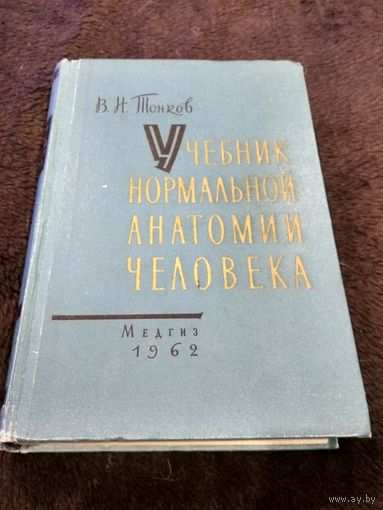 В. Н. Тонков
Учебник
нормальной
анатомии
человека
Медгиз
1962
www.ay.by